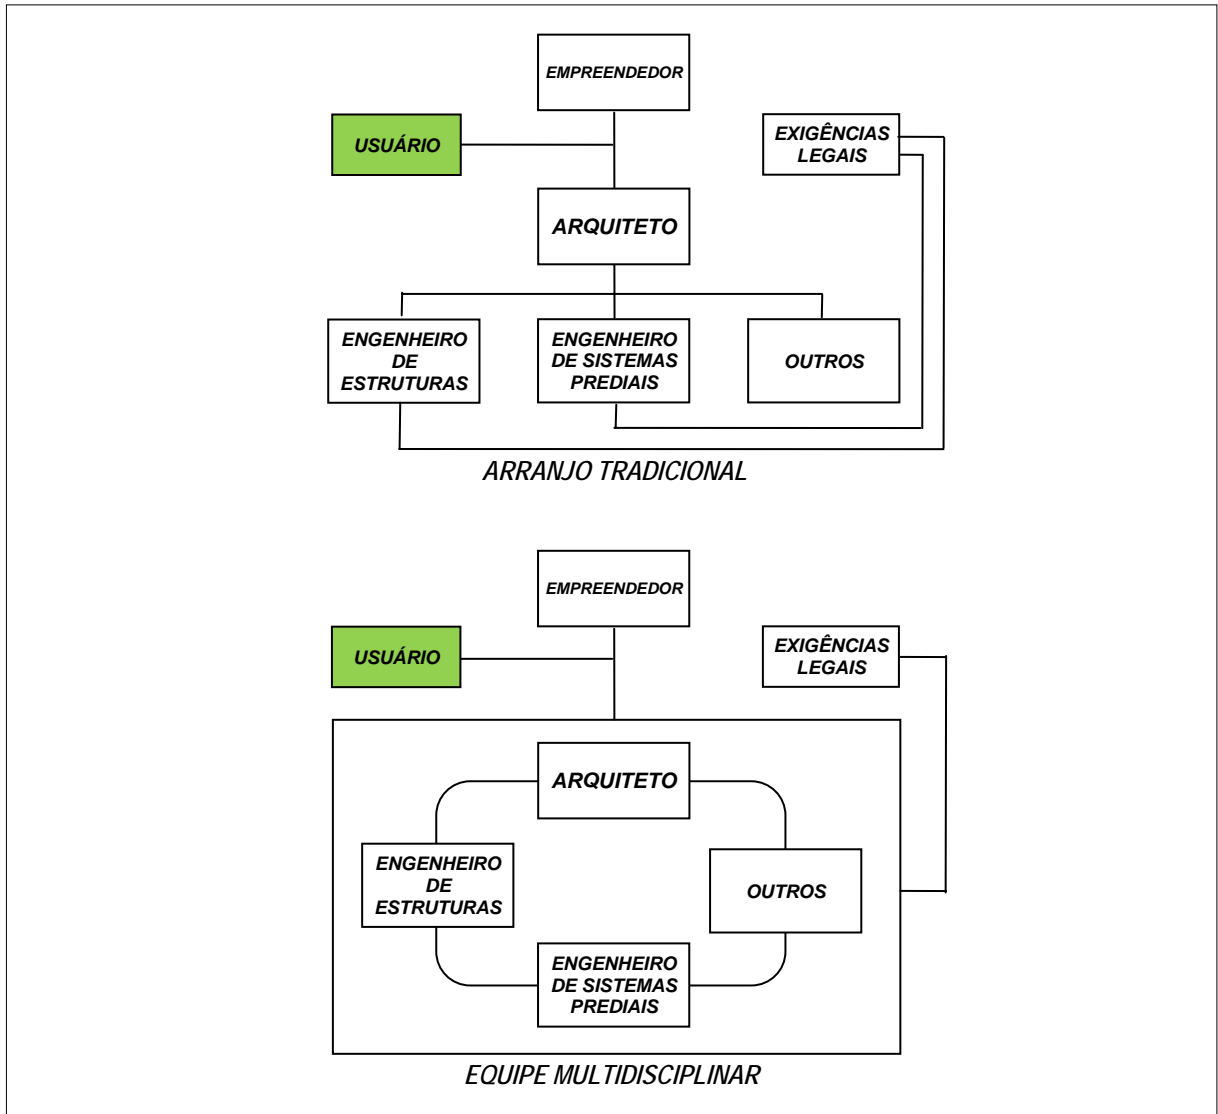 EMPREENDEDOR
USUÁRIO
EXIGÊNCIAS
LEGAIS
ARQUITETO
ENGENHEIRO
DE
ESTRUTURAS
ENGENHEIRO
DE SISTEMAS
PREDIAIS
OUTROS
ARRANJO TRADICIONAL
EMPREENDEDOR
USUÁRIO
EXIGÊNCIAS
LEGAIS
ARQUITETO
ENGENHEIRO
DE
ESTRUTURAS
OUTROS
ENGENHEIRO
DE SISTEMAS
PREDIAIS
EQUIPE MULTIDISCIPLINAR